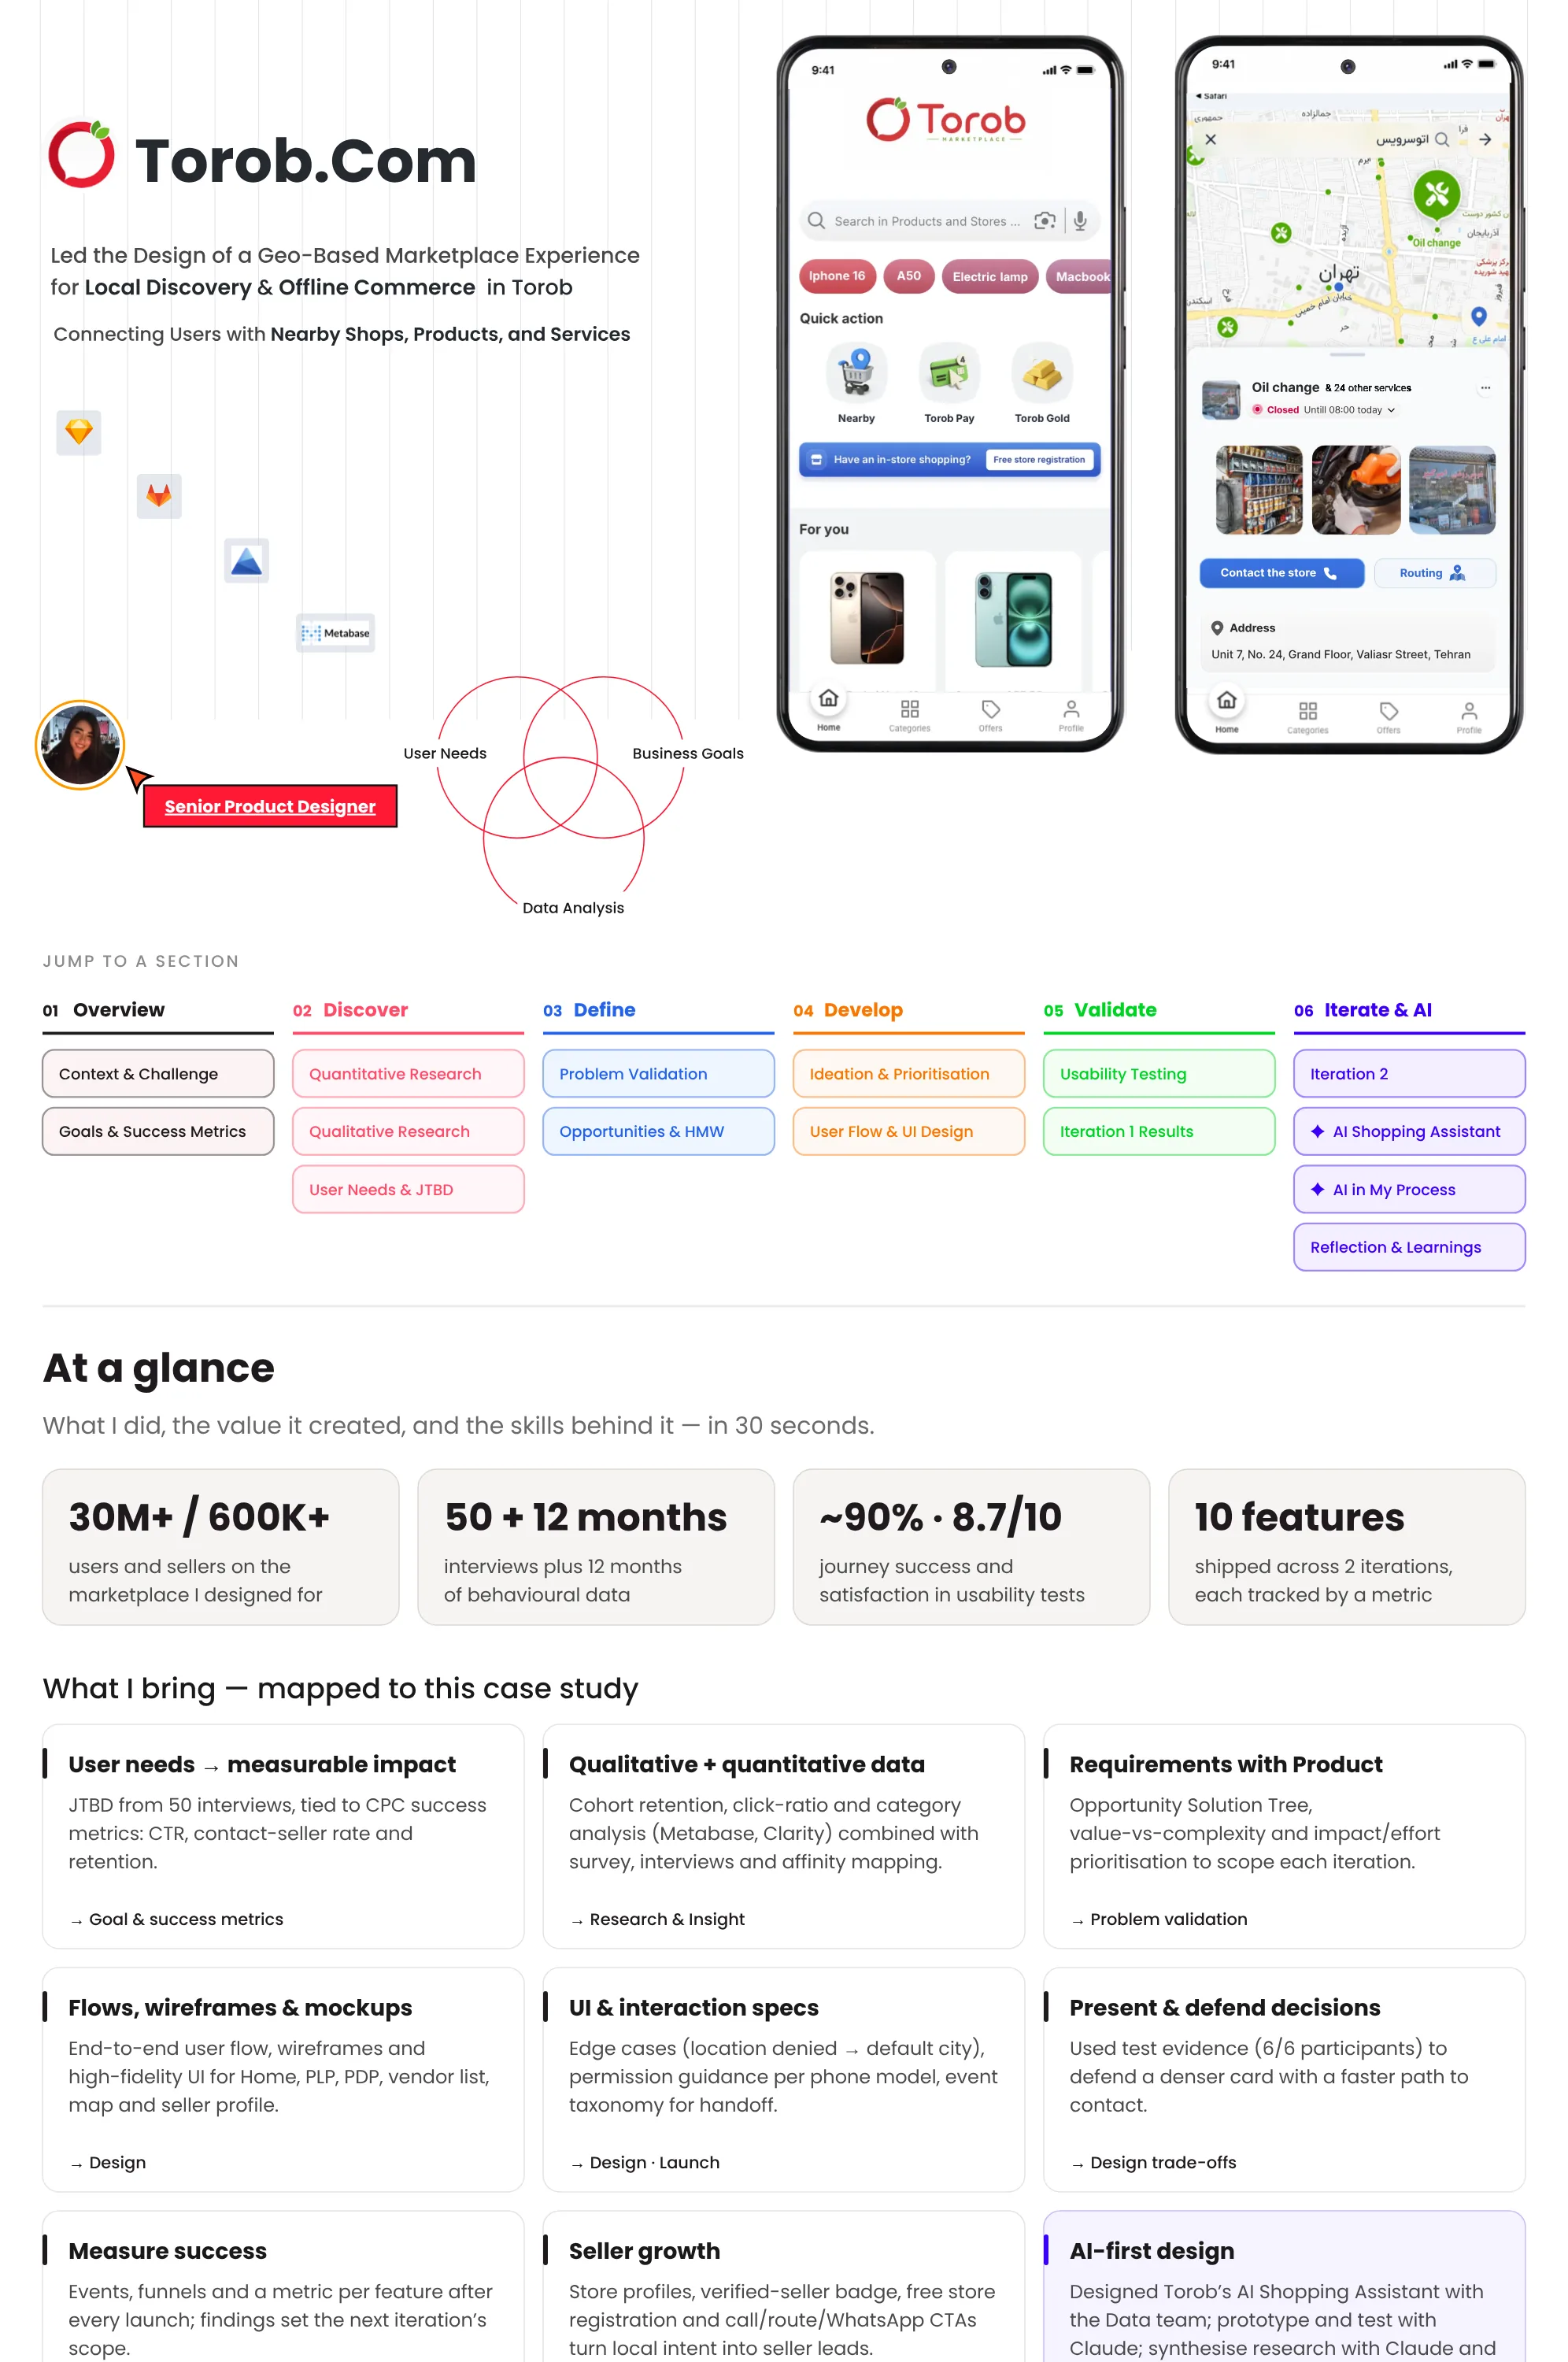 Torob.Com
Led the Design of a Geo-Based Marketplace Experience
for Local Discovery & Offline Commerce in Torob
Connecting Users with Nearby Shops, Products, and Services
Metabase
Senior Product Designer
User Needs
Business Goals
Data Analysis
9:41
Torob
MARKETPLACE
Search in Products and Stores ...
Iphone 16
A50
Electric lamp
Macbook
Quick action
Nearby
Torob Pay
Torob Gold
Have an in-store shopping?
Free store registration
For you
Home
Categories
Offers
Profile
9:41
Safari
جمهوری
جمالزاده
اتوسرویس
Oil change
آذربایجان
تهران
خیابان امام خمینی
اسکندری
حر
Oil change & 24 other services
Closed Untill 08:00 today
Contact the store
Routing
Address
Unit 7, No. 24, Grand Floor, Valiasr Street, Tehran
Home
Categories
Offers
Profile
JUMP TO A SECTION
01 Overview
Context & Challenge
Goals & Success Metrics
02 Discover
Quantitative Research
Qualitative Research
User Needs & JTBD
03 Define
Problem Validation
Opportunities & HMW
04 Develop
Ideation & Prioritisation
User Flow & UI Design
05 Validate
Usability Testing
Iteration 1 Results
06 Iterate & AI
Iteration 2
AI Shopping Assistant
AI in My Process
Reflection & Learnings
At a glance
What I did, the value it created, and the skills behind it — in 30 seconds.
30M+ / 600K+
users and sellers on the
marketplace I designed for
50 + 12 months
interviews plus 12 months
of behavioural data
~90% · 8.7/10
journey success and
satisfaction in usability tests
10 features
shipped across 2 iterations,
each tracked by a metric
What I bring — mapped to this case study
User needs → measurable impact
JTBD from 50 interviews, tied to CPC success
metrics: CTR, contact-seller rate and
retention.
→ Goal & success metrics
Qualitative + quantitative data
Cohort retention, click-ratio and category
analysis (Metabase, Clarity) combined with
survey, interviews and affinity mapping.
→ Research & Insight
Requirements with Product
Opportunity Solution Tree,
value-vs-complexity and impact/effort
prioritisation to scope each iteration.
→ Problem validation
Flows, wireframes & mockups
End-to-end user flow, wireframes and
high-fidelity UI for Home, PLP, PDP, vendor list,
map and seller profile.
→ Design
UI & interaction specs
Edge cases (location denied → default city),
permission guidance per phone model, event
taxonomy for handoff.
→ Design · Launch
Present & defend decisions
Used test evidence (6/6 participants) to
defend a denser card with a faster path to
contact.
→ Design trade-offs
Measure success
Events, funnels and a metric per feature after
every launch; findings set the next iteration's
scope.
Seller growth
Store profiles, verified-seller badge, free store
registration and call/route/WhatsApp CTAs
turn local intent into seller leads.
AI-first design
Designed Torob's AI Shopping Assistant with
the Data team; prototype and test with
Claude; synthesise research with Claude and